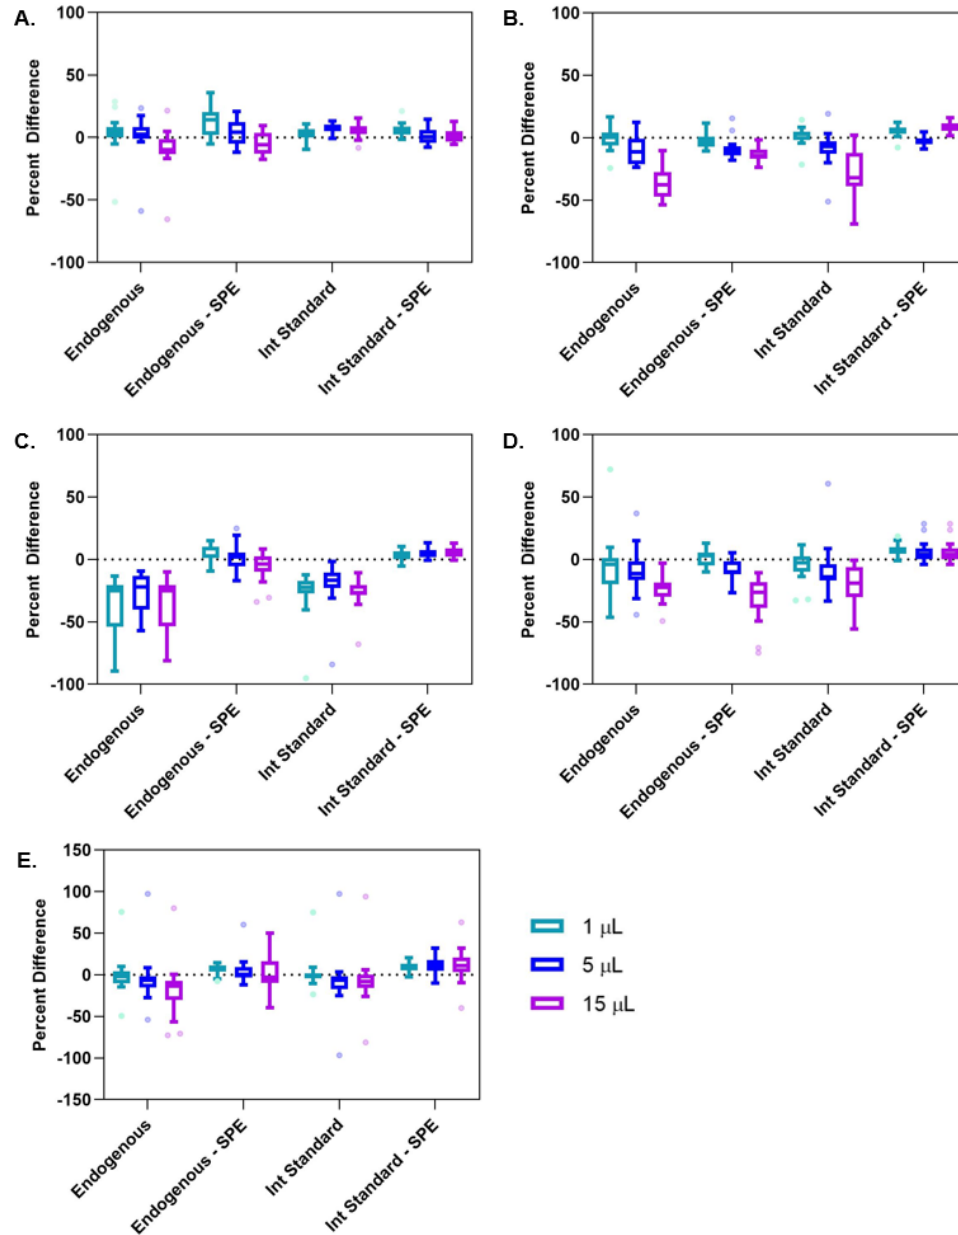 A.
100
50
0
-50
-100
Percent Difference
Endogenous
Endogenous - SPE
Int Standard
Int Standard - SPE
B.
100
50
0
-50
-100
Percent Difference
Endogenous
Endogenous - SPE
Int Standard
Int Standard - SPE
C.
100
50
0
-50
-100
Percent Difference
Endogenous
Endogenous - SPE
Int Standard
Int Standard - SPE
D.
100
50
0
-50
-100
Percent Difference
Endogenous
Endogenous - SPE
Int Standard
Int Standard - SPE
E.
150
100
50
0
-50
-100
-150
Percent Difference
Endogenous
Endogenous - SPE
Int Standard
Int Standard - SPE
1 μL
5 μL
15 μL